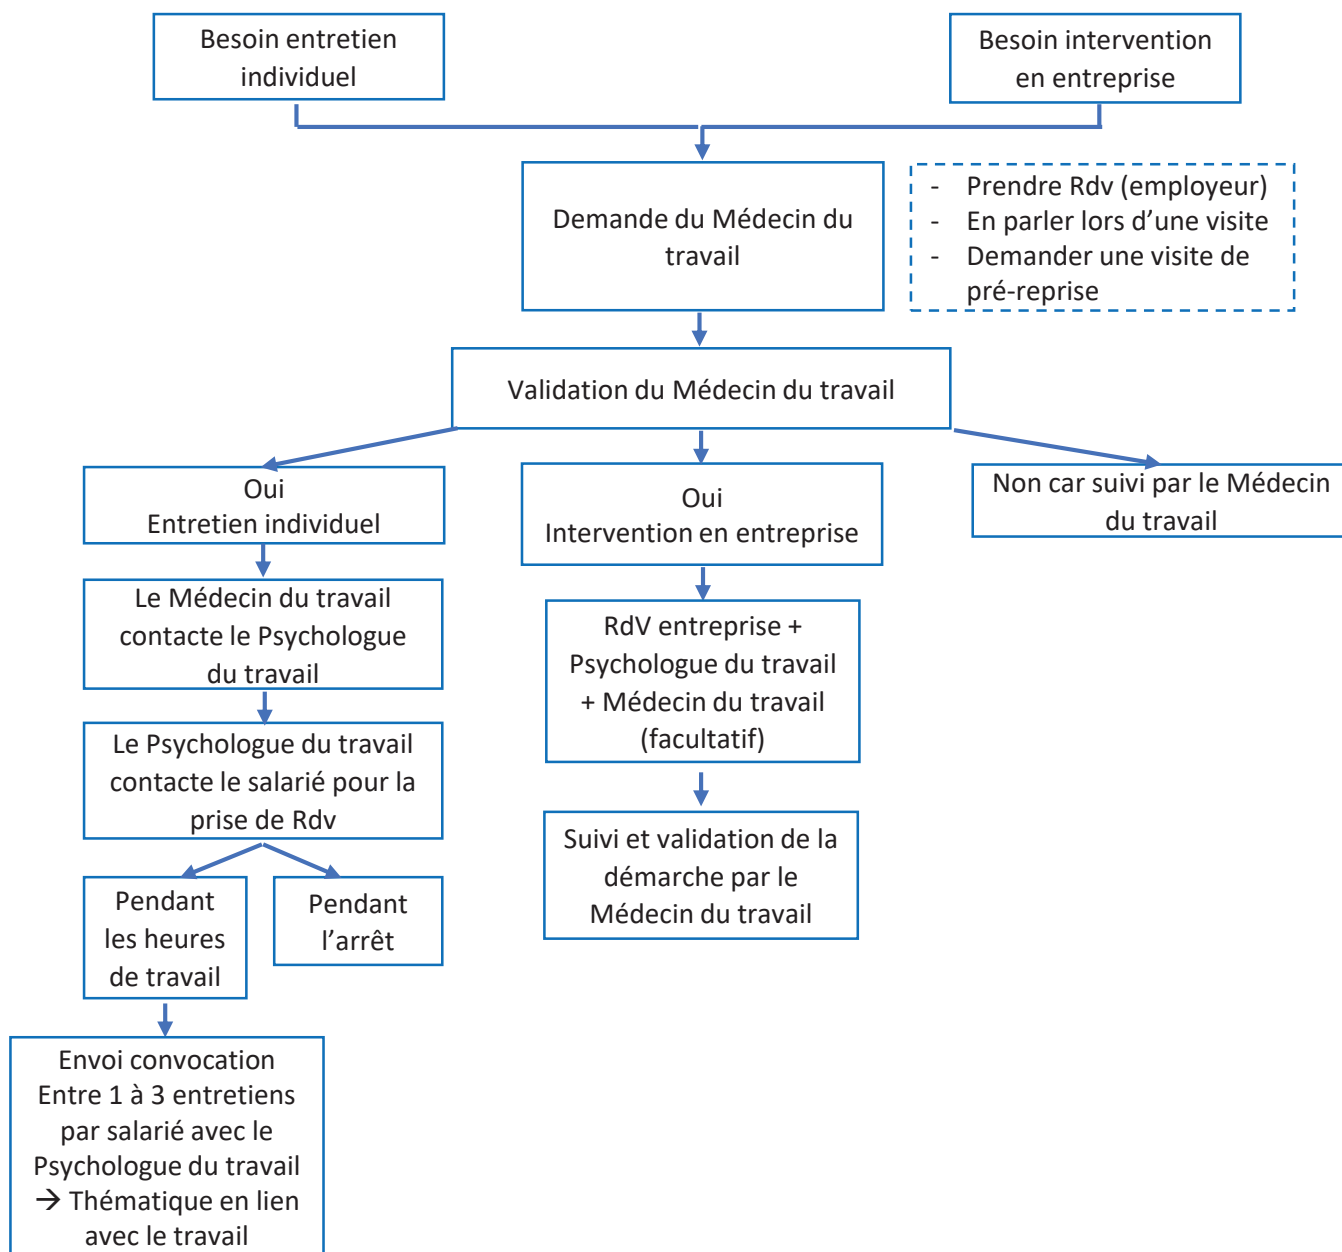 Besoin entretien
individuel
Besoin intervention
en entreprise
Demande du Médecin du
travail
- Prendre Rdv (employeur)
- En parler lors d’une visite
- Demander une visite de
pré-reprise
Validation du Médecin du travail
Oui
Entretien individuel
Oui
Intervention en entreprise
Non car suivi par le Médecin
du travail
Le Médecin du travail
contacte le Psychologue
du travail
RdV entreprise +
Psychologue du travail
+ Médecin du travail
(facultatif)
Le Psychologue du travail
contacte le salarié pour la
prise de Rdv
Suivi et validation de la
démarche par le
Médecin du travail
Pendant
les heures
de travail
Pendant
l’arrêt
Envoi convocation
Entre 1 à 3 entretiens
par salarié avec le
Psychologue du travail
→ Thématique en lien
avec le travail